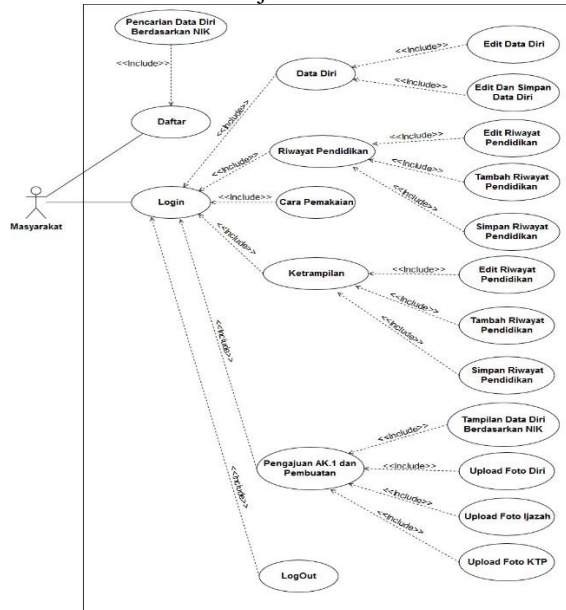 Pencarian Data Diri
Berdasarkan NIK
<<Include>>
Daftar
Masyarakat
Login
Data Diri
<<Include>>
Edit Data Diri
<<Include>>
Edit Dan Simpan
Data Diri
<<Include>>
Riwayat Pendidikan
<<Include>>
Edit Riwayat
Pendidikan
<<Include>>
Tambah Riwayat
Pendidikan
<<Include>>
Simpan Riwayat
Pendidikan
<<Include>>
Cara Pemakaian
<<Include>>
Ketrampilan
<<Include>>
Edit Riwayat
Pendidikan
<<Include>>
Tambah Riwayat
Pendidikan
<<Include>>
Simpan Riwayat
Pendidikan
<<Include>>
Pengajuan AK.1 dan
Pembuatan
<<Include>>
Tampilan Data Diri
Berdasarkan NIK
<<Include>>
Upload Foto Diri
<<Include>>
Upload Foto Ijazah
<<Include>>
Upload Foto KTP
<<Include>>
LogOut
<<Include>>